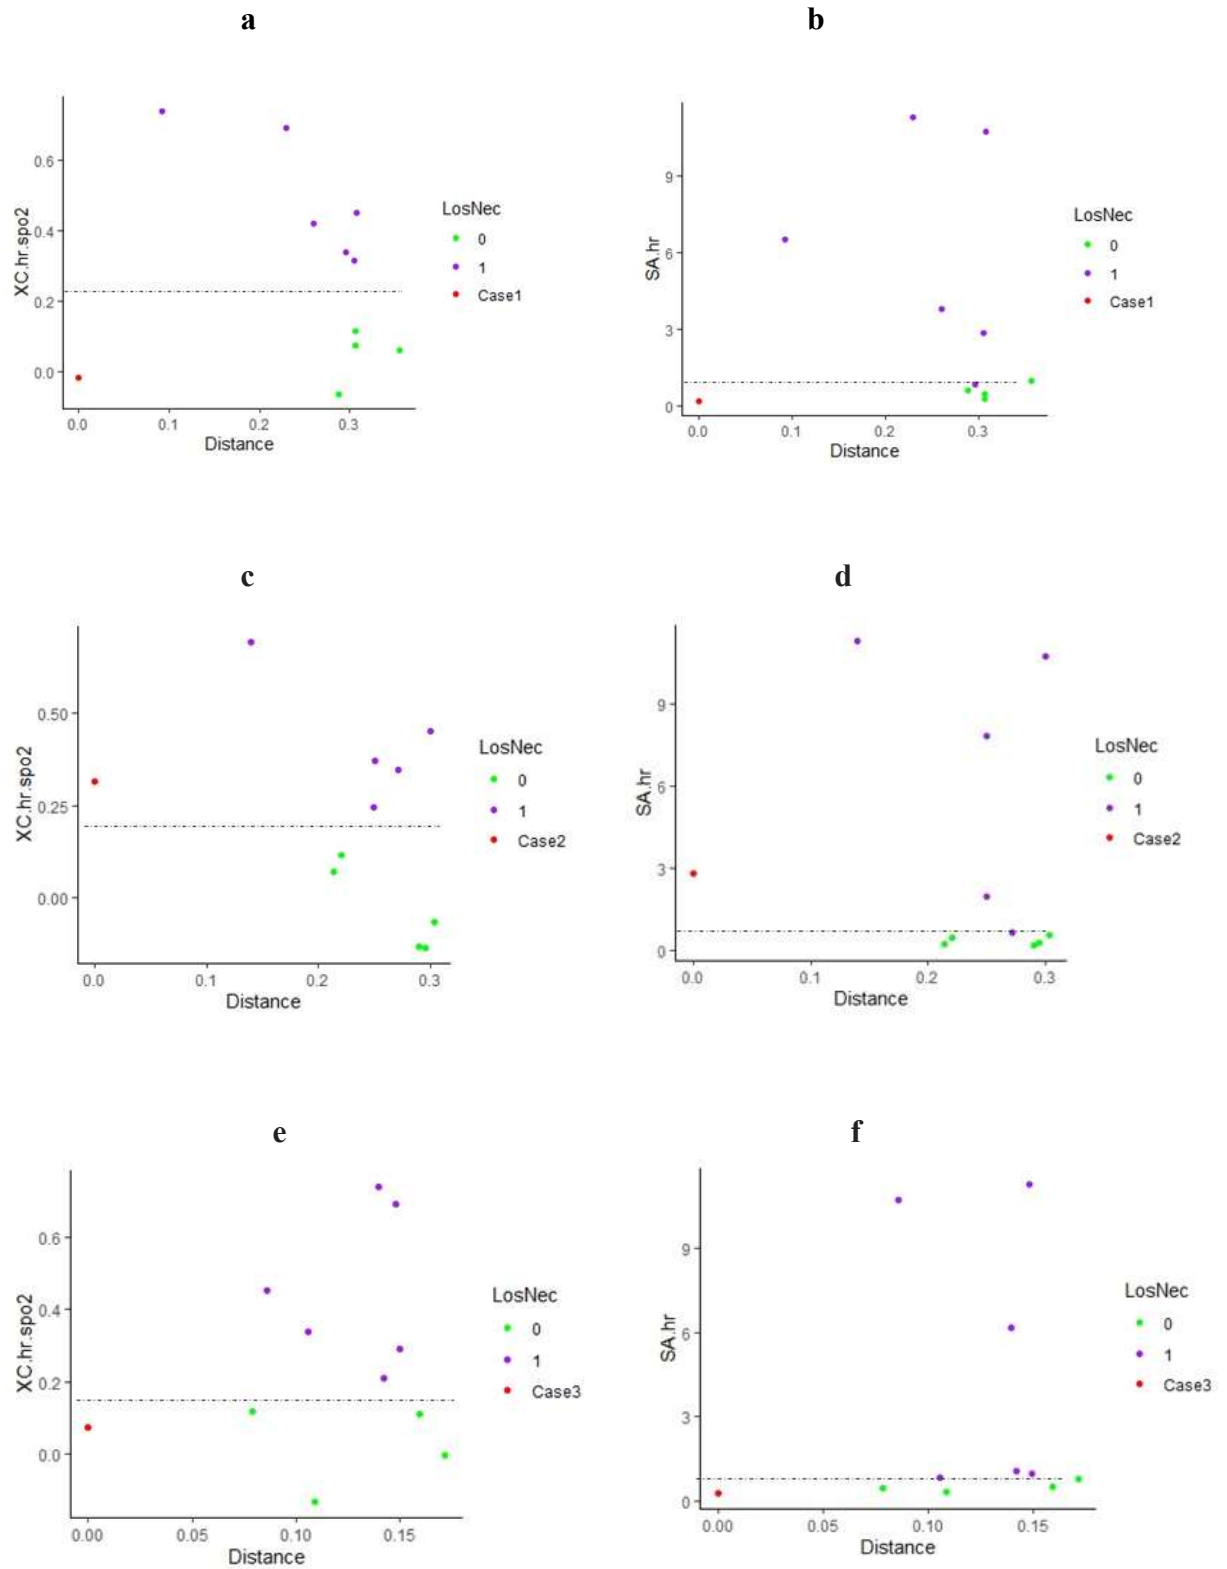 a
b
XC.hr.spo2
0.6
0.4
0.2
0.0
0.0 0.1 0.2 0.3
Distance
LosNec
0
1
Case1
SA.hr
9
6
3
0
0.0 0.1 0.2 0.3
Distance
LosNec
0
1
Case1
c
d
XC.hr.spo2
0.50
0.25
0.00
0.0 0.1 0.2 0.3
Distance
LosNec
0
1
Case2
SA.hr
9
6
3
0
0.0 0.1 0.2 0.3
Distance
LosNec
0
1
Case2
e
f
XC.hr.spo2
0.6
0.4
0.2
0.0
0.00 0.05 0.10 0.15
Distance
LosNec
0
1
Case3
SA.hr
9
6
3
0
0.00 0.05 0.10 0.15
Distance
LosNec
0
1
Case3